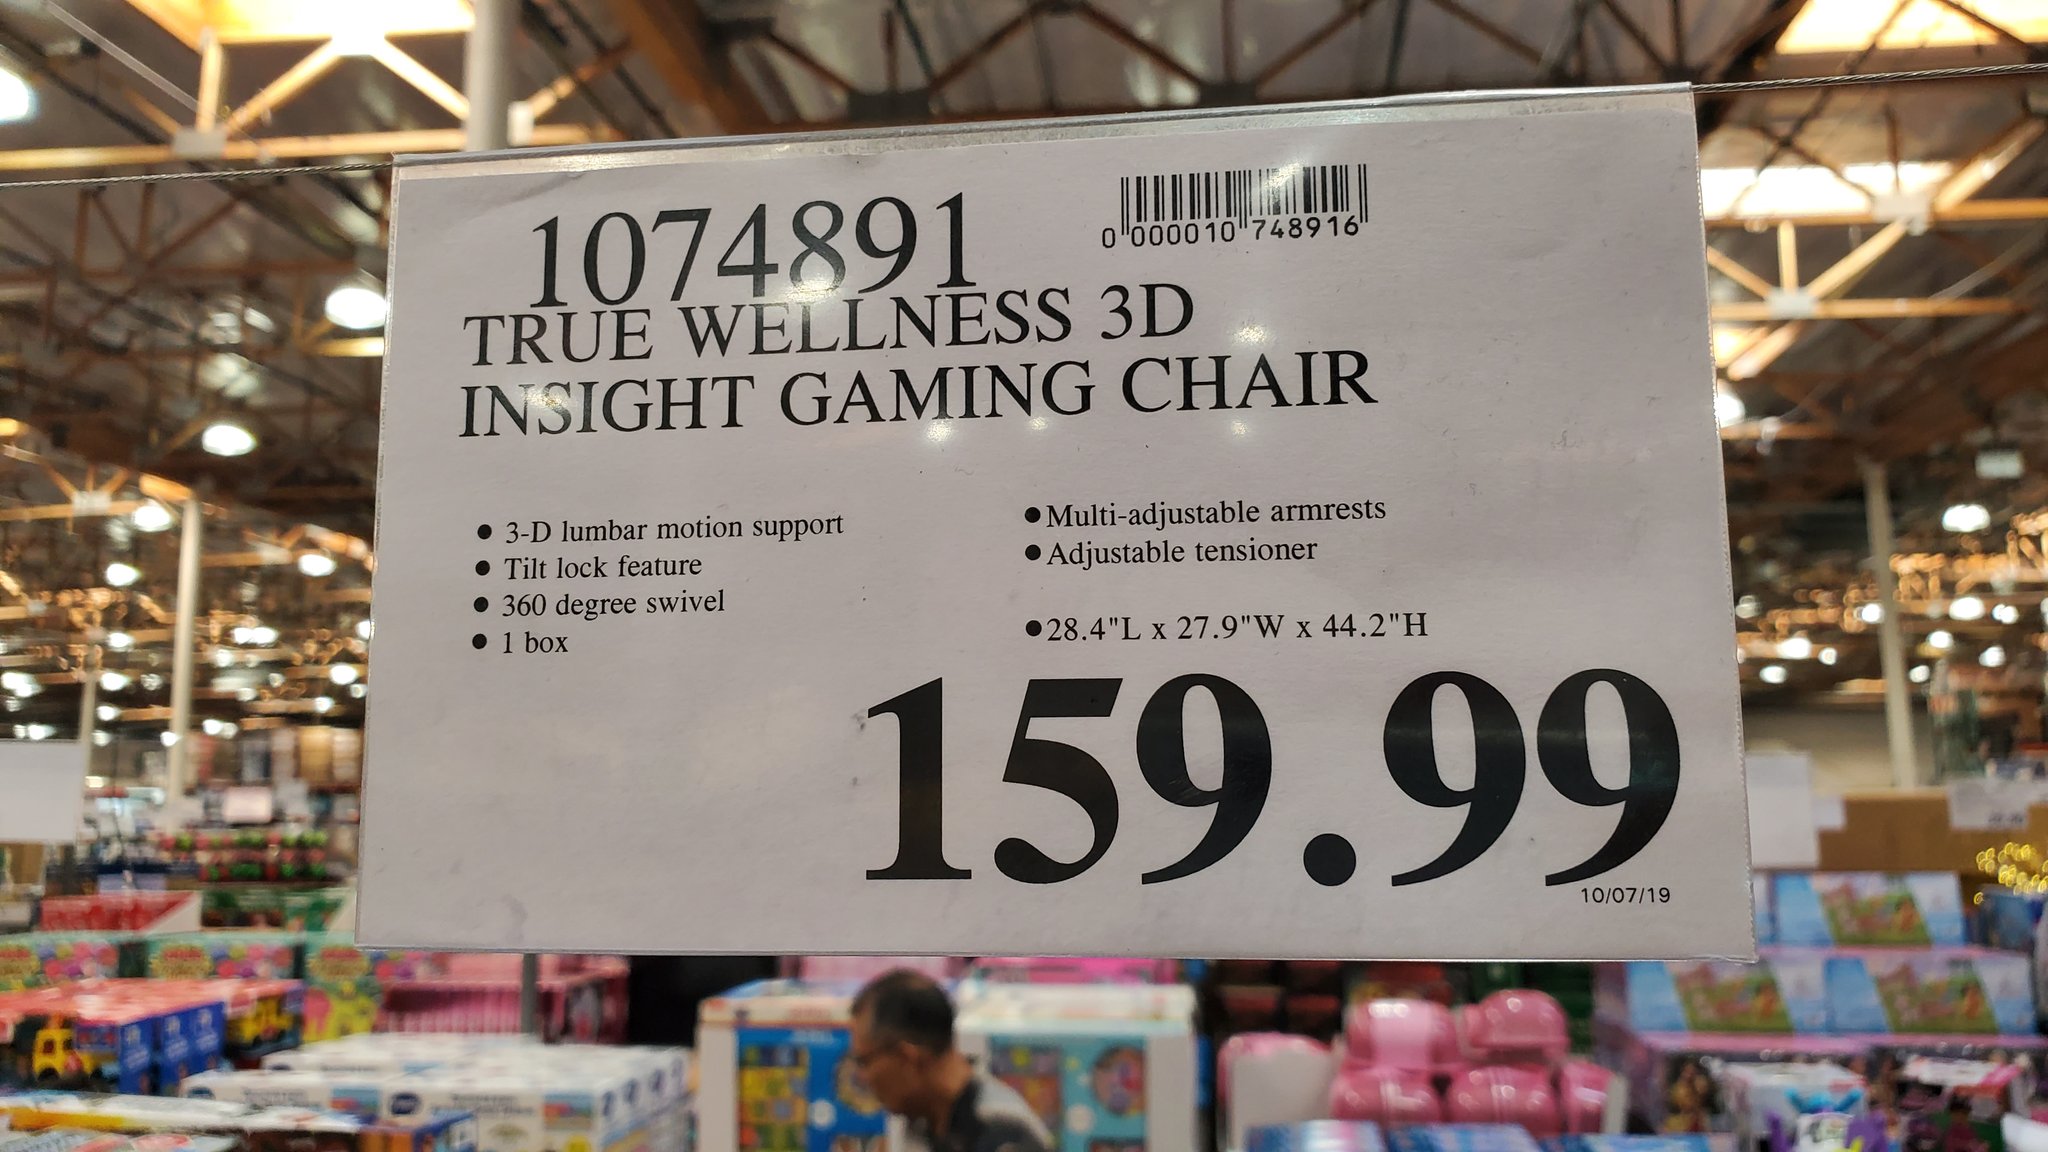 1074891
0 000010 748916
TRUE WELLNESS 3D
INSIGHT GAMING CHAIR
● 3-D lumbar motion support
● Tilt lock feature
● 360 degree swivel
● 1 box
● Multi-adjustable armrests
● Adjustable tensioner
● 28.4"L x 27.9"W x 44.2"H
159.99
10/07/19